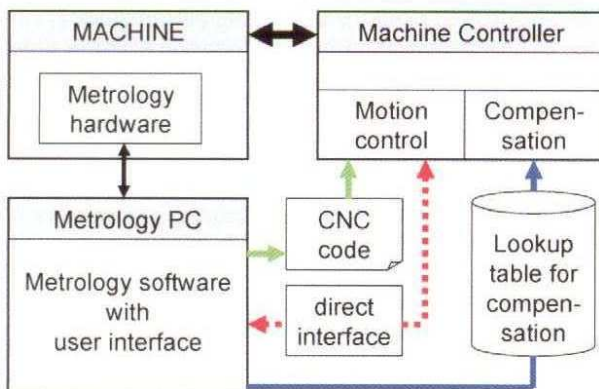 MACHINE
Metrology
hardware
Machine Controller
Motion
control
Compen-
sation
Metrology PC
Metrology software
with
user interface
CNC
code
direct
interface
Lookup
table for
compen-
sation